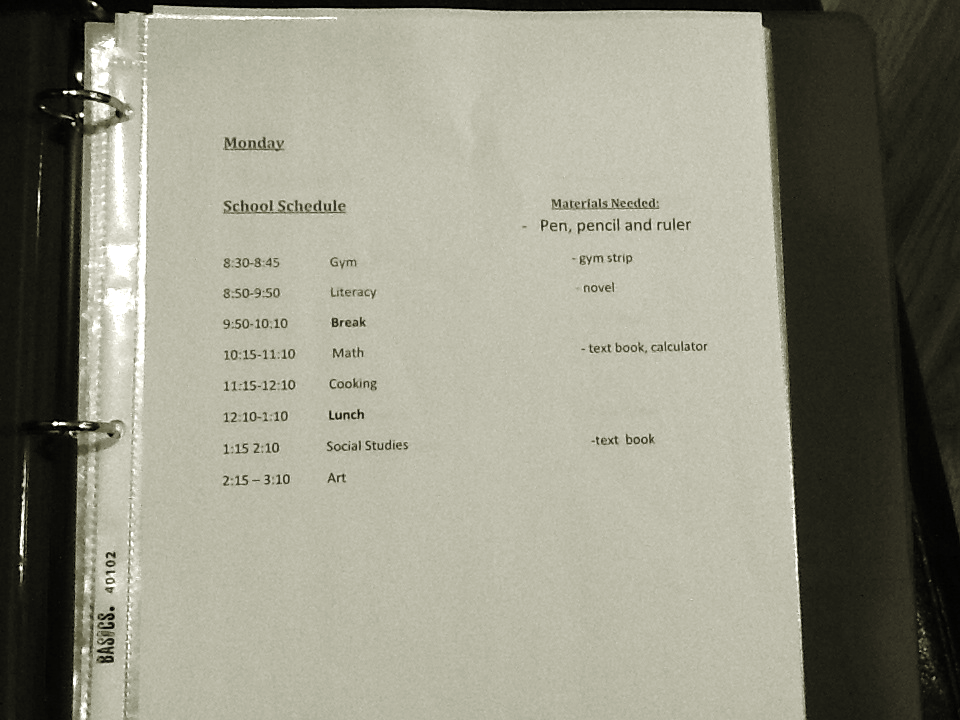 Monday
School Schedule
Materials Needed:
- Pen, pencil and ruler
8:30-8:45 Gym - gym strip
8:50-9:50 Literacy - novel
9:50-10:10 Break
10:15-11:10 Math - text book, calculator
11:15-12:10 Cooking
12:10-1:10 Lunch
1:15 2:10 Social Studies -text book
2:15 – 3:10 Art
BASICS. 40102